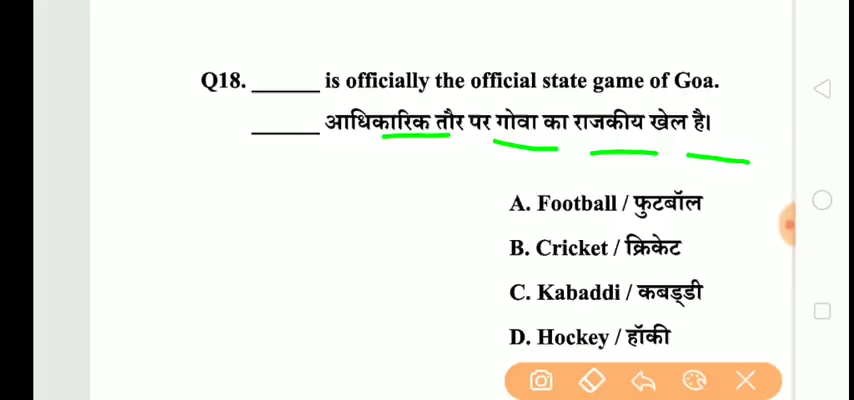 Q18. ______ is officially the official state game of Goa.
______ आधिकारिक तौर पर गोवा का राजकीय खेल है।
A. Football / फुटबॉल
B. Cricket / क्रिकेट
C. Kabaddi / कबड्डी
D. Hockey / हॉकी